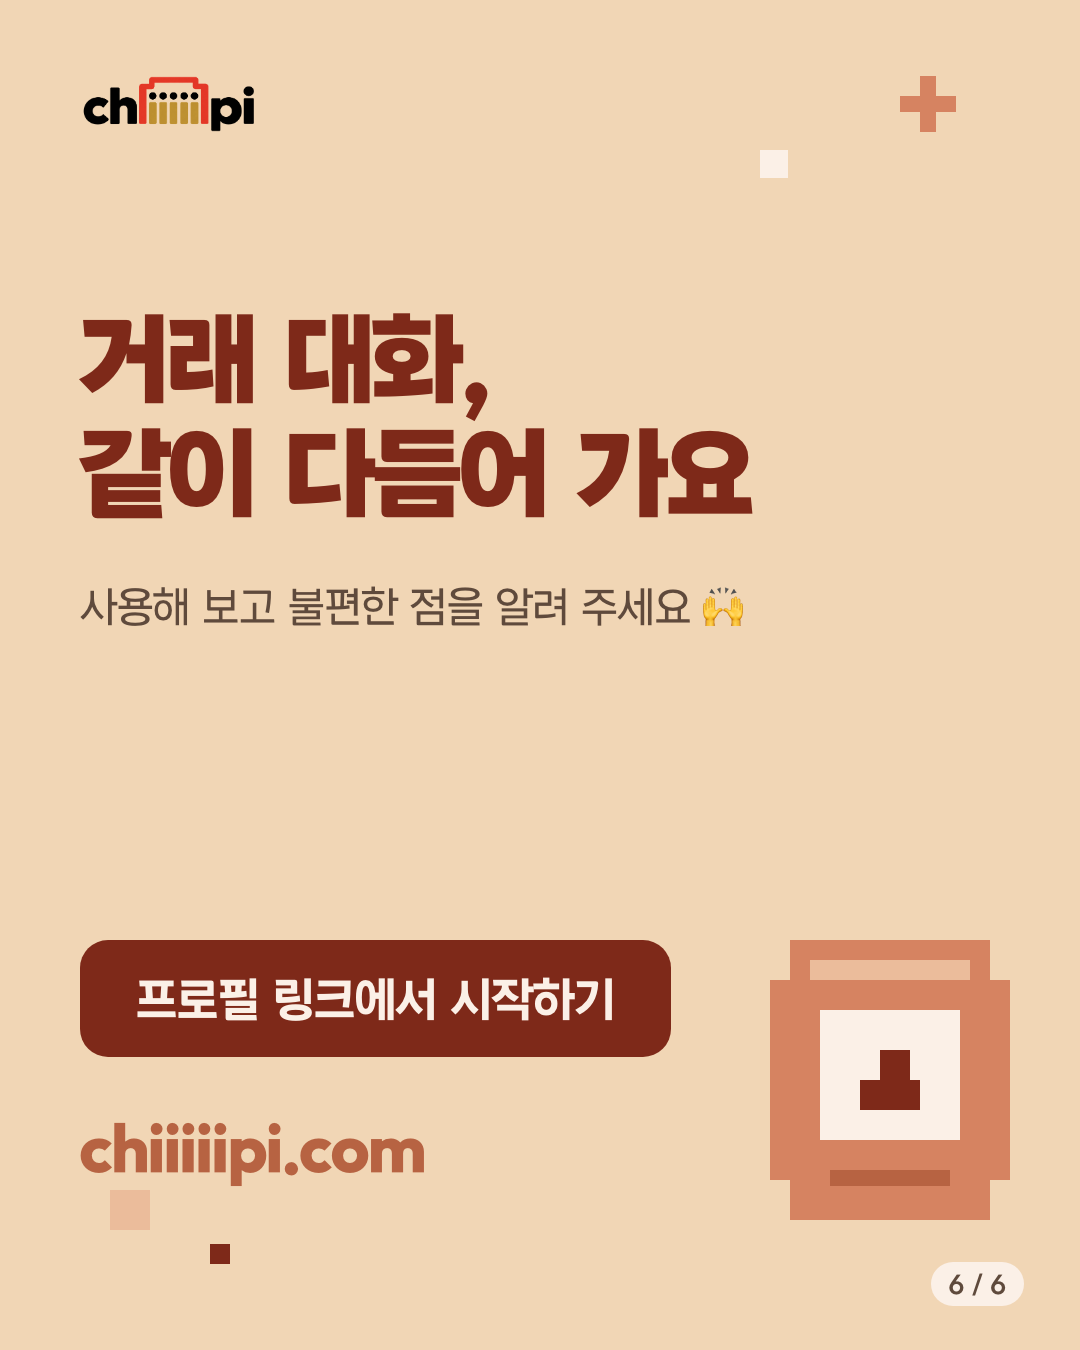 chiiiiipi
거래 대화,
같이 다듬어 가요
사용해 보고 불편한 점을 알려 주세요 🙌
프로필 링크에서 시작하기
chiiiiipi.com
6 / 6